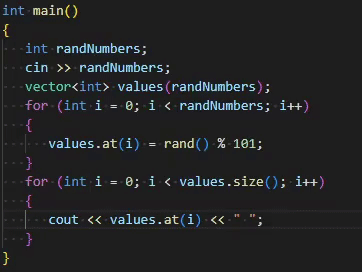 int main()
{
    int randNumbers;
    cin >> randNumbers;
    vector<int> values(randNumbers);
    for (int i = 0; i < randNumbers; i++)
    {
        values.at(i) = rand() % 101;
    }
    for (int i = 0; i < values.size(); i++)
    {
        cout << values.at(i) << " ";
    }
}